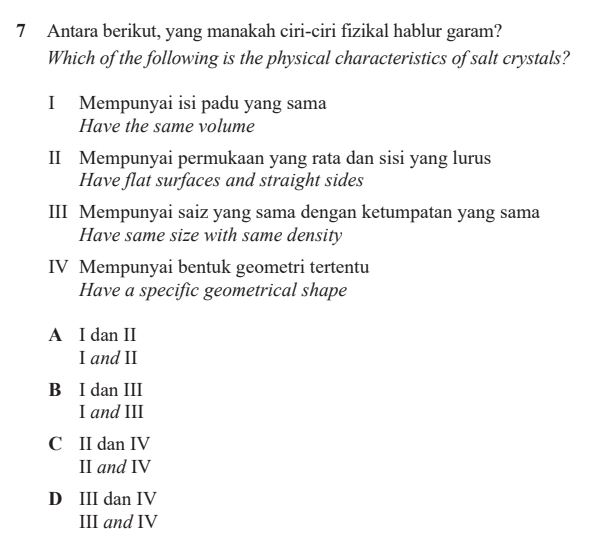 7 Antara berikut, yang manakah ciri-ciri fizikal hablur garam?
Which of the following is the physical characteristics of salt crystals?
I Mempunyai isi padu yang sama
Have the same volume
II Mempunyai permukaan yang rata dan sisi yang lurus
Have flat surfaces and straight sides
III Mempunyai saiz yang sama dengan ketumpatan yang sama
Have same size with same density
IV Mempunyai bentuk geometri tertentu
Have a specific geometrical shape
A I dan II
I and II
B I dan III
I and III
C II dan IV
II and IV
D III dan IV
III and IV